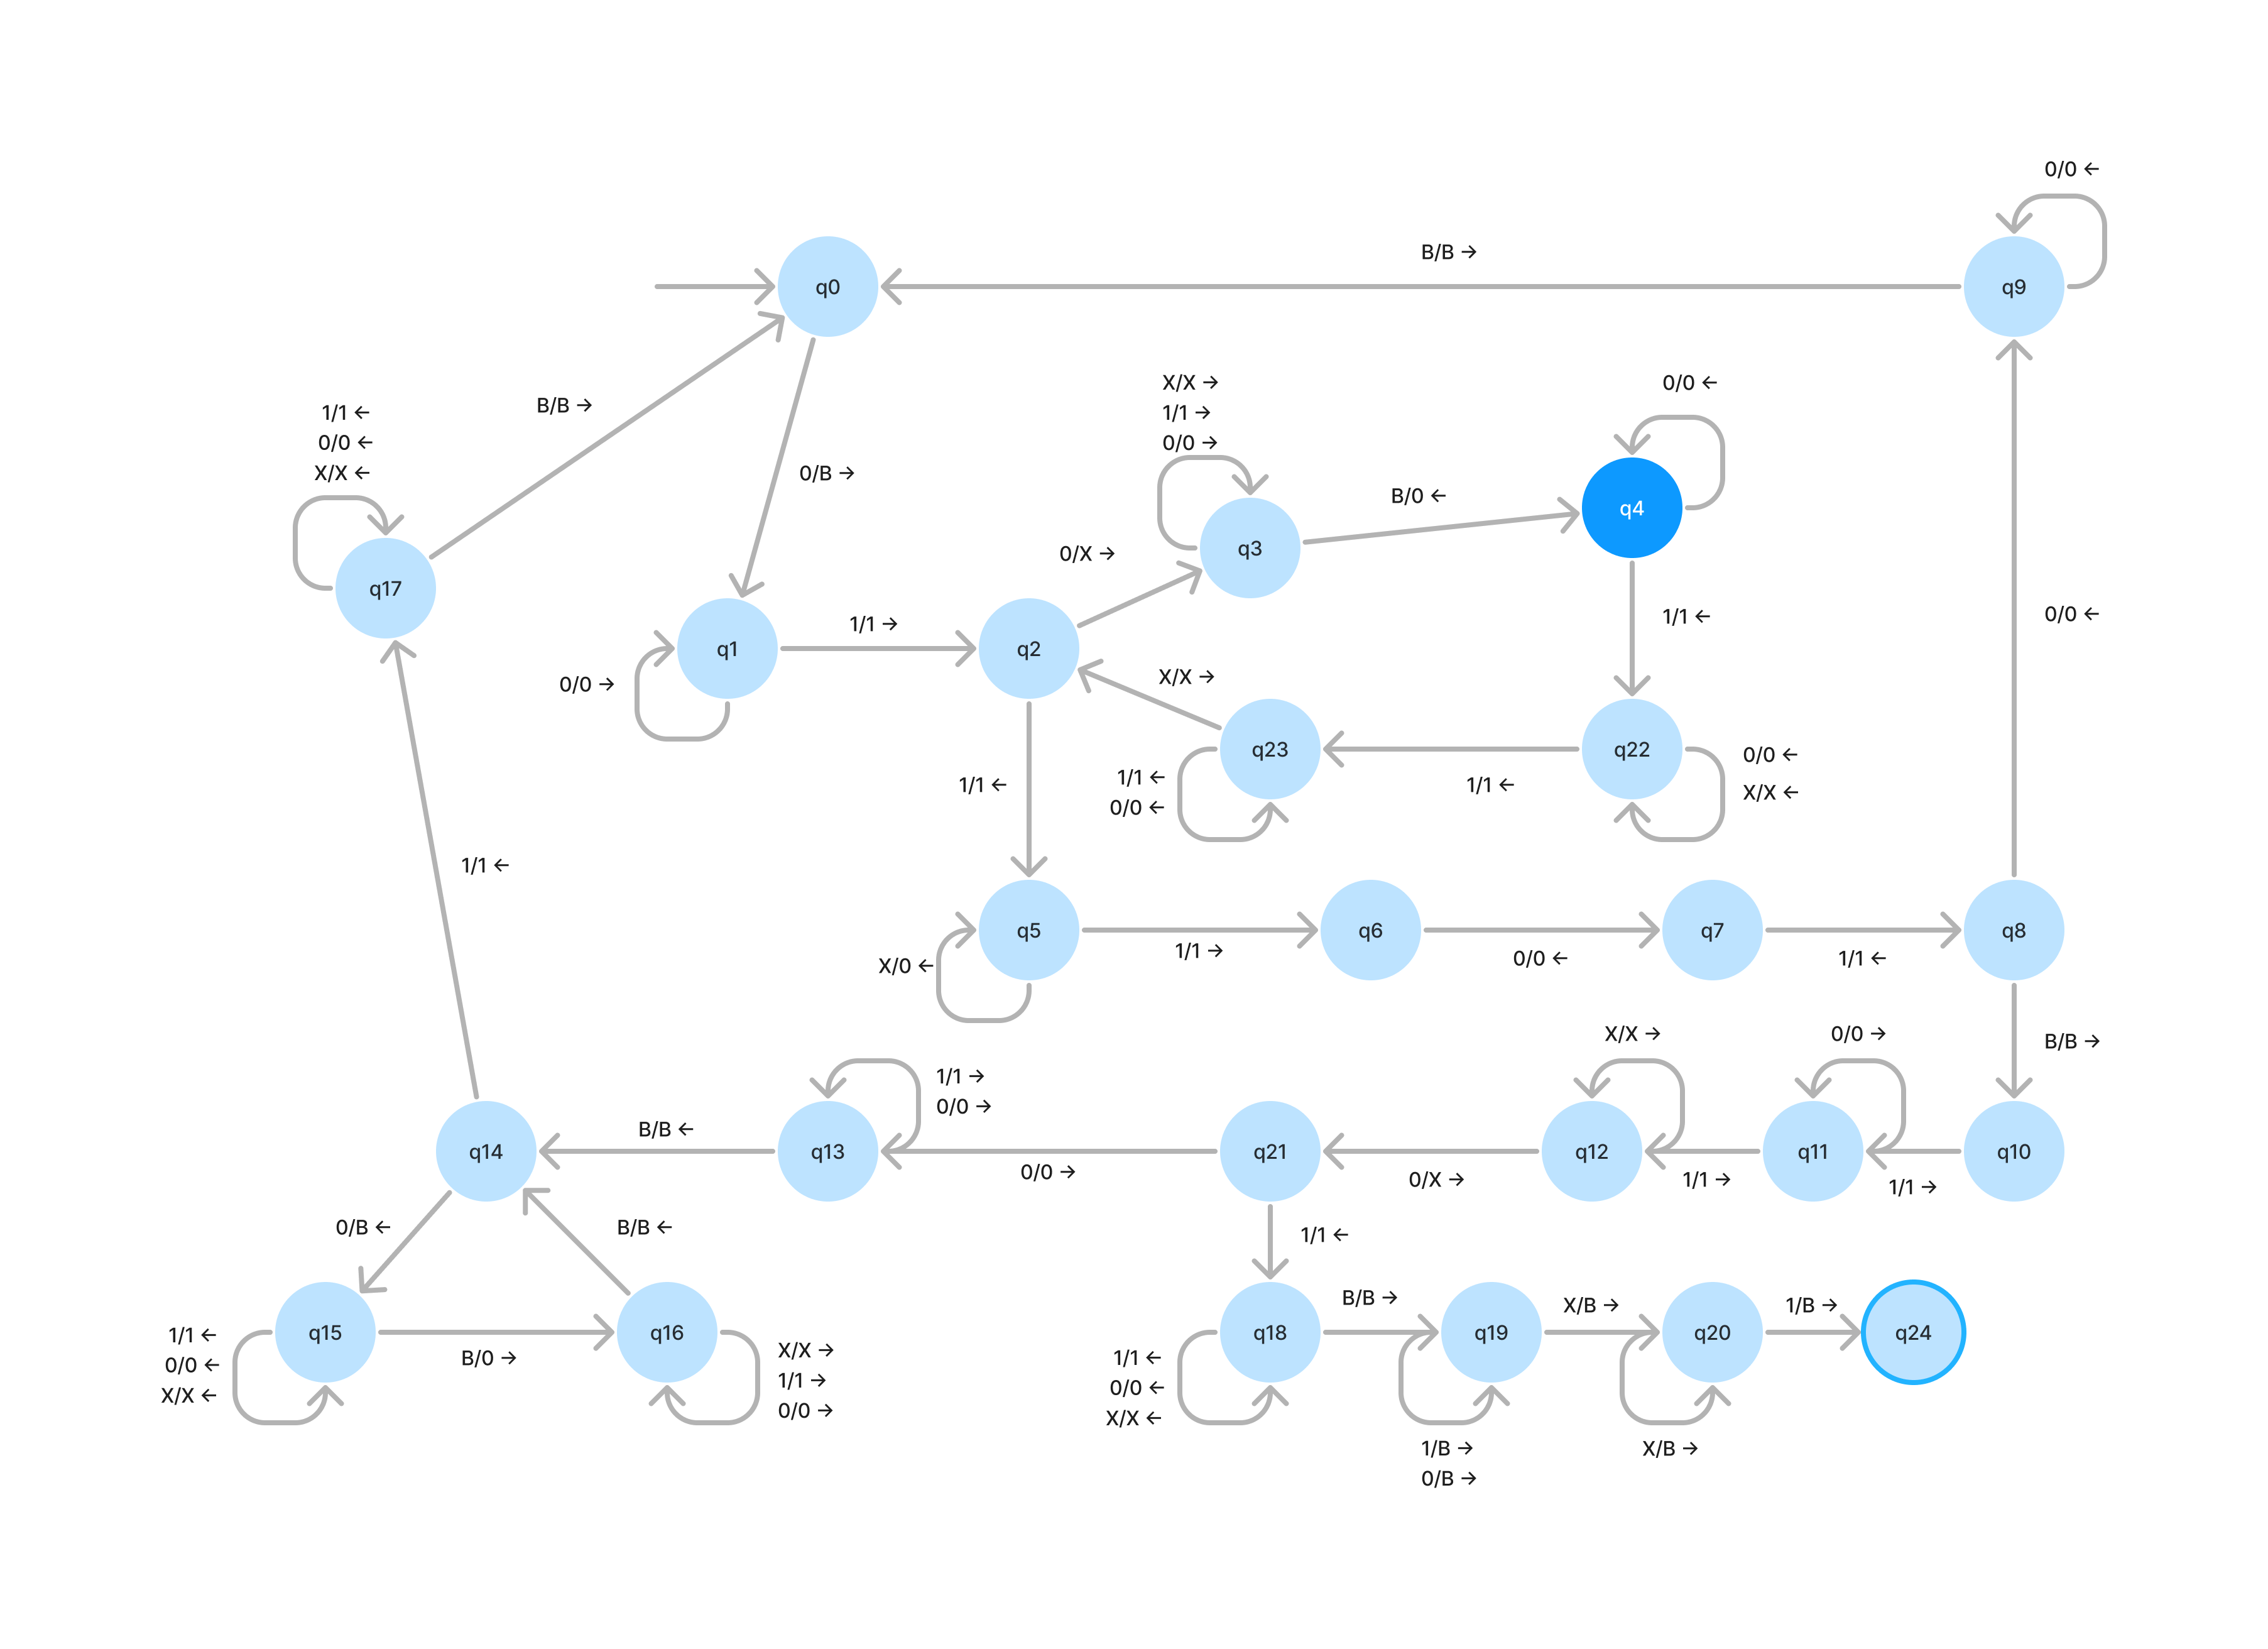 0/0 ←
B/B →
q0
q9
X/X →
1/1 →
0/0 →
0/0 ←
1/1 ←
0/0 ←
X/X ←
B/B →
0/B →
B/0 ←
q4
q3
0/X →
q17
1/1 →
1/1 ←
0/0 ←
q1
q2
0/0 →
X/X →
q23
q22
1/1 ←
1/1 ←
0/0 ←
1/1 ←
0/0 ←
X/X ←
1/1 ←
q5
q6
q7
q8
X/0 ←
1/1 →
0/0 ←
1/1 ←
X/X →
0/0 →
B/B →
1/1 →
0/0 →
B/B ←
q14
q13
q21
q12
q11
q10
0/0 →
0/X →
1/1 →
1/1 →
0/B ←
B/B ←
1/1 ←
q15
q16
q18
B/B →
q19
X/B →
q20
1/B →
q24
1/1 ←
0/0 ←
X/X ←
B/0 →
X/X →
1/1 →
0/0 →
1/1 ←
0/0 ←
X/X ←
1/B →
0/B →
X/B →